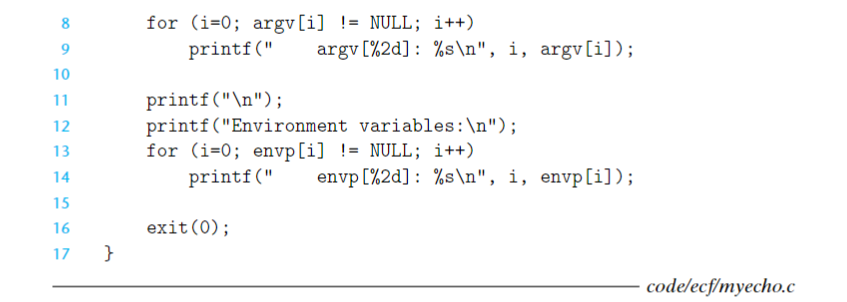 8 for (i=0; argv[i] != NULL; i++)
9 printf("    argv[%2d]: %s\n", i, argv[i]);
10
11 printf("\n");
12 printf("Environment variables:\n");
13 for (i=0; envp[i] != NULL; i++)
14 printf("    envp[%2d]: %s\n", i, envp[i]);
15
16 exit(0);
17 }
code/ecf/myecho.c